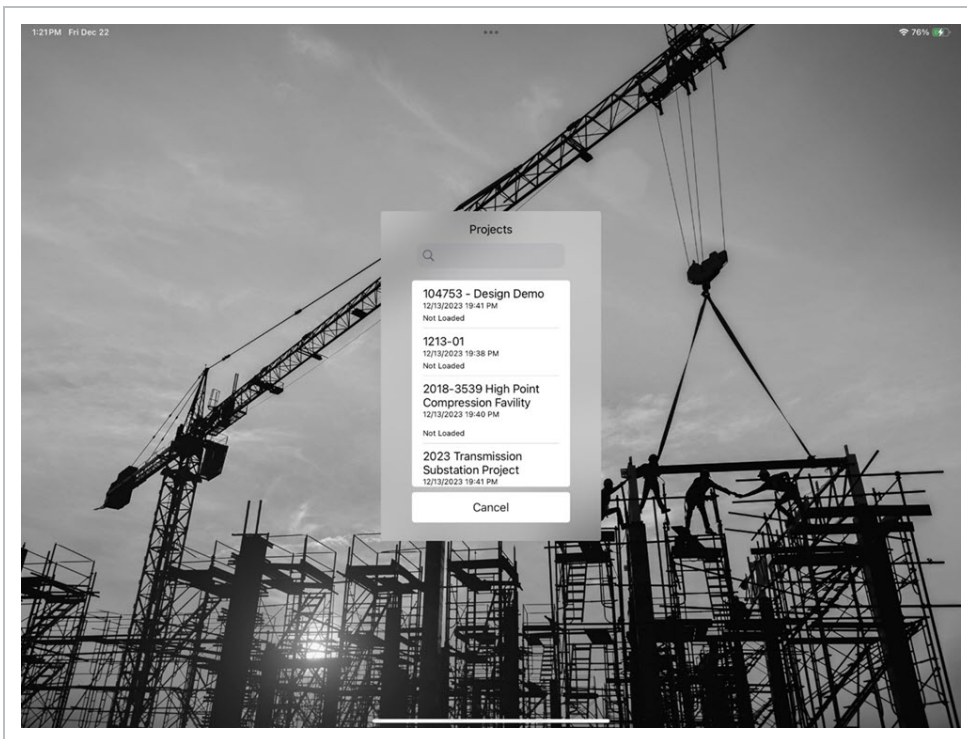 1:21 PM Fri Dec 22
76%
Projects
104753 - Design Demo
12/13/2023 19:41 PM
Not Loaded
1213-01
12/13/2023 19:38 PM
Not Loaded
2018-3539 High Point
Compression Favility
12/13/2023 19:40 PM
Not Loaded
2023 Transmission
Substation Project
12/13/2023 19:41 PM
Cancel